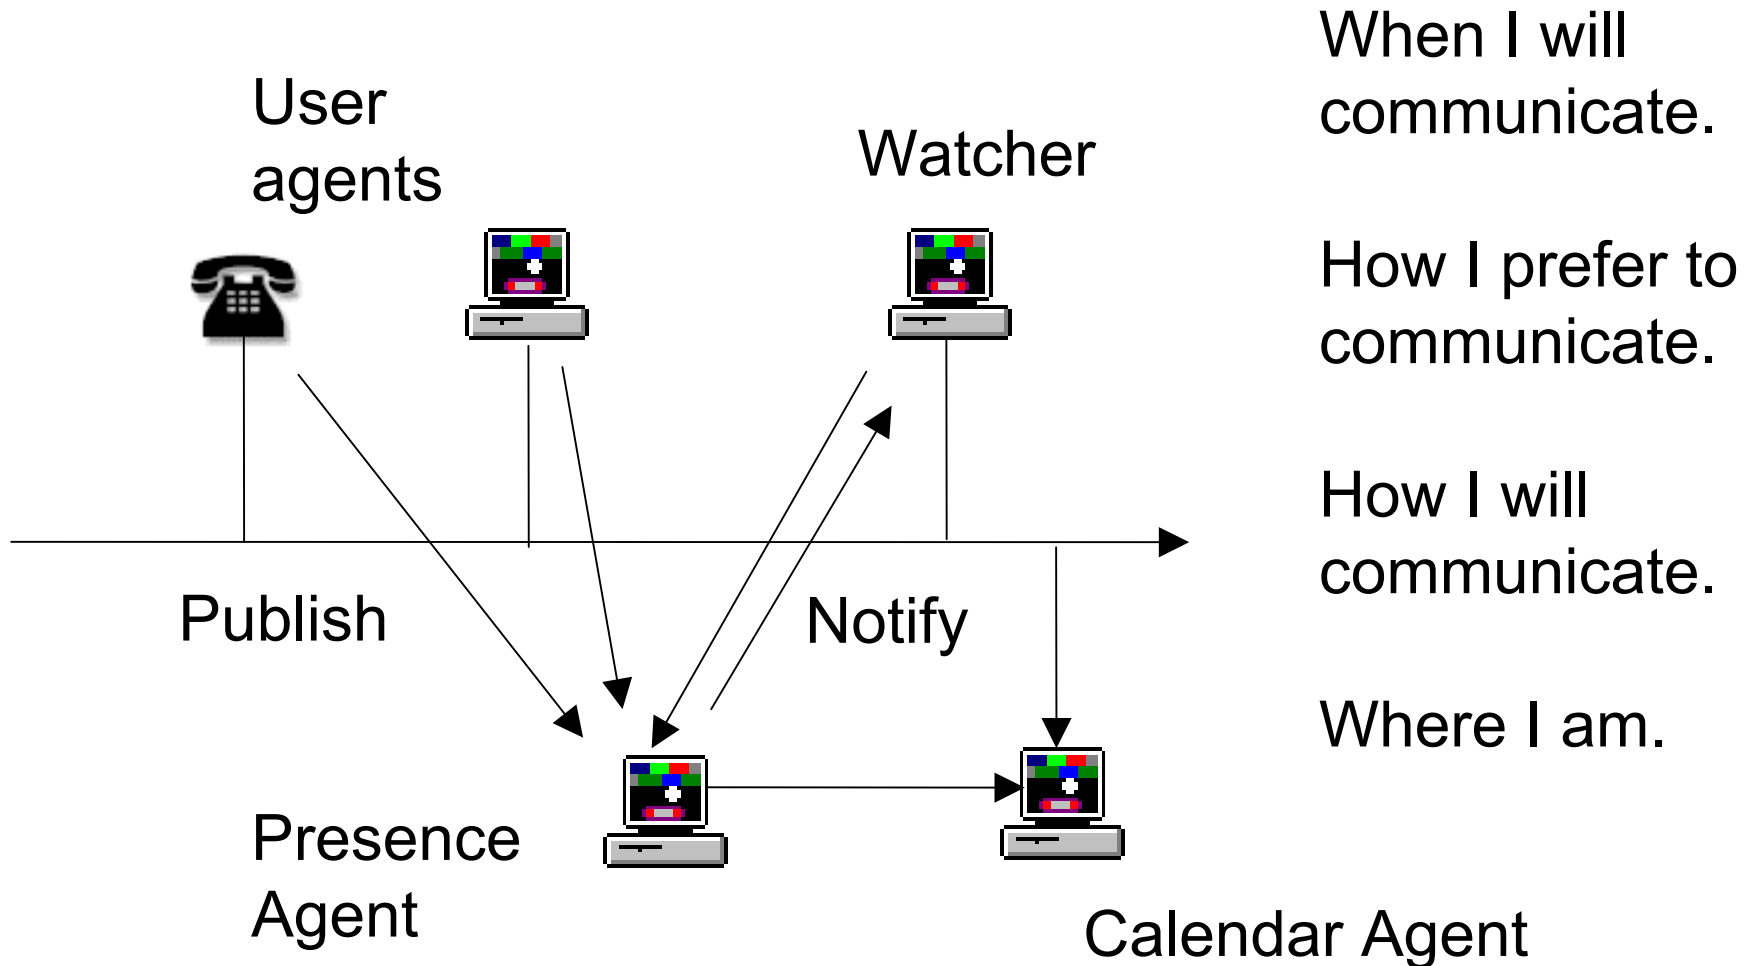 User
agents
Watcher
Publish
Notify
Presence
Agent
Calendar Agent
When I will
communicate.
How I prefer to
communicate.
How I will
communicate.
Where I am.